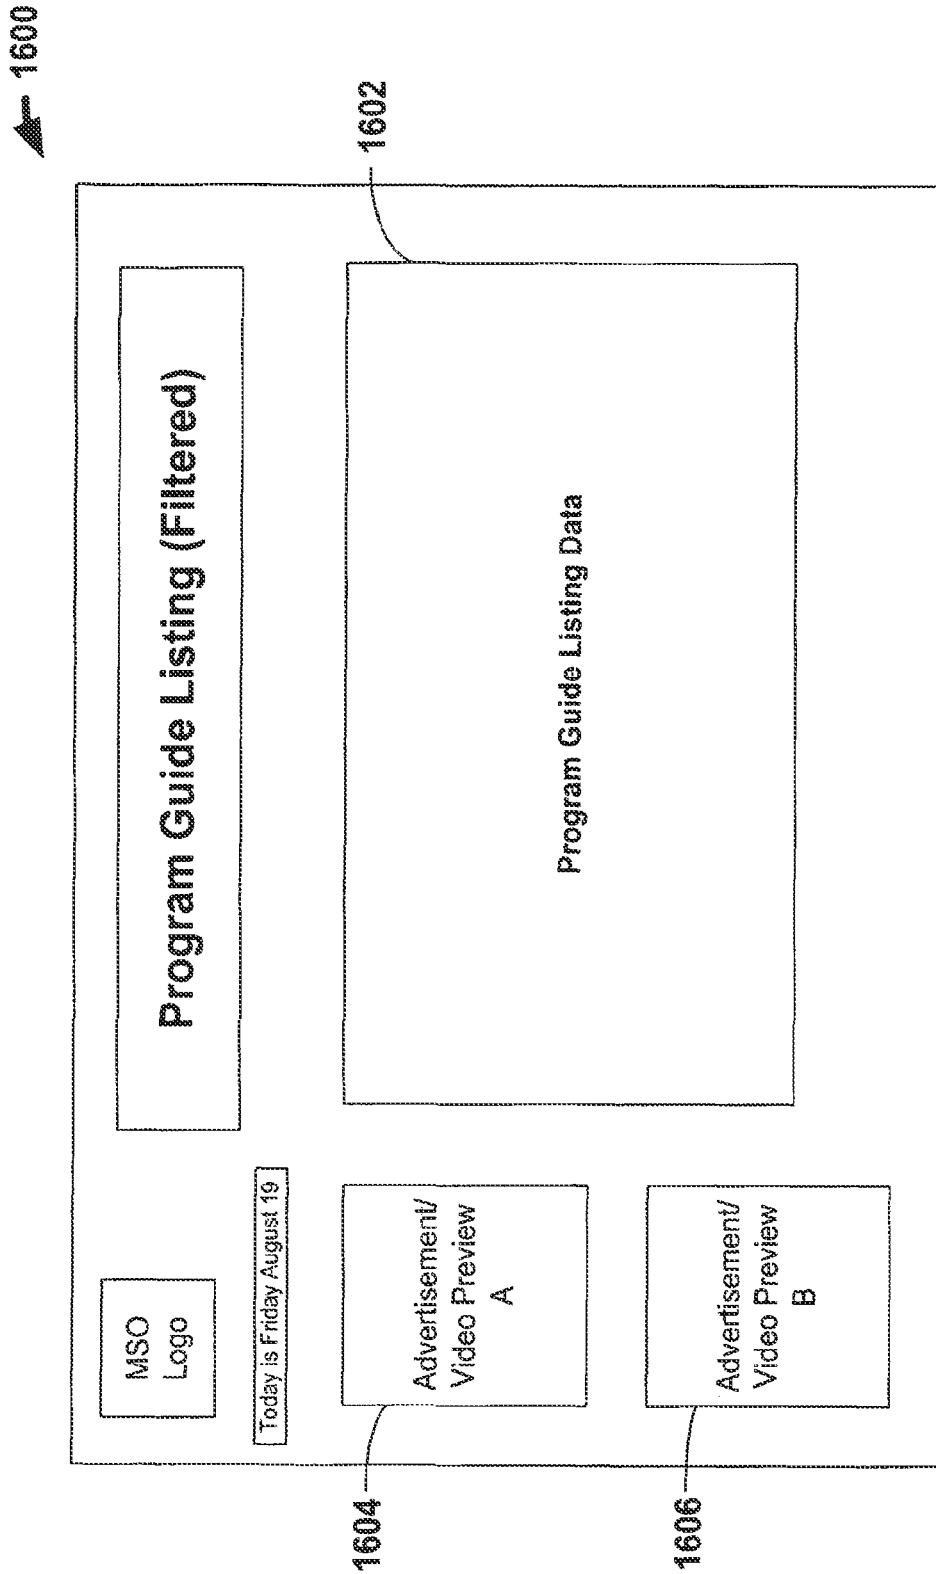 1600
MSO
Logo
Program Guide Listing (Filtered)
Today is Friday August 19
1602
1604
Advertisement/
Video Preview
A
Program Guide Listing Data
1606
Advertisement/
Video Preview
B